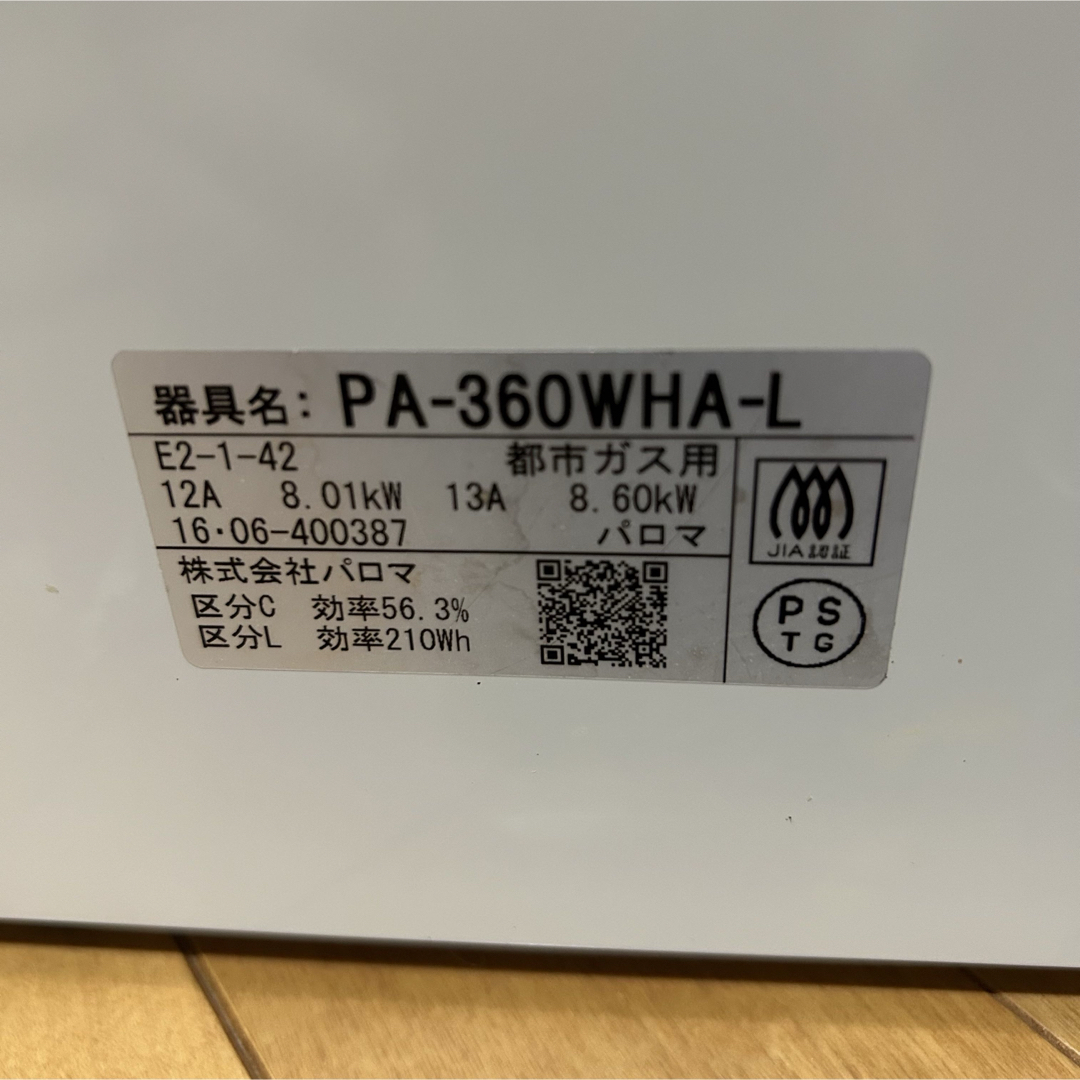 器具名: PA-360WHA-L
E2-1-42 都市ガス用
12A 8.01kW 13A 8.60kW
16・06-400387 パロマ
JIA認証
株式会社パロマ
区分C 効率56.3%
区分L 効率210Wh
PS
TG